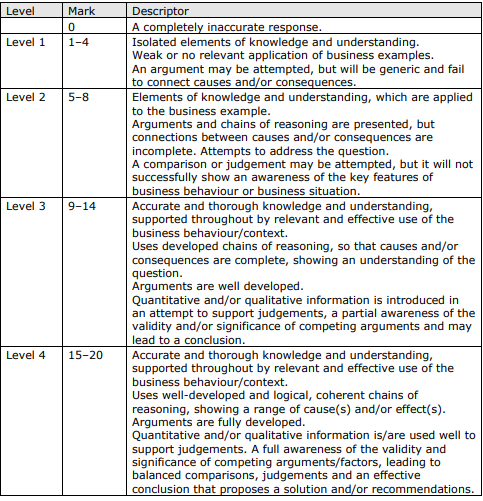 Level Mark Descriptor
0 A completely inaccurate response.
Level 1 1–4 Isolated elements of knowledge and understanding.
Weak or no relevant application of business examples.
An argument may be attempted, but will be generic and fail
to connect causes and/or consequences.
Level 2 5–8 Elements of knowledge and understanding, which are applied
to the business example.
Arguments and chains of reasoning are presented, but
connections between causes and/or consequences are
incomplete. Attempts to address the question.
A comparison or judgement may be attempted, but it will not
successfully show an awareness of the key features of
business behaviour or business situation.
Level 3 9–14 Accurate and thorough knowledge and understanding,
supported throughout by relevant and effective use of the
business behaviour/context.
Uses developed chains of reasoning, so that causes and/or
consequences are complete, showing an understanding of the
question.
Arguments are well developed.
Quantitative and/or qualitative information is introduced in
an attempt to support judgements, a partial awareness of the
validity and/or significance of competing arguments and may
lead to a conclusion.
Level 4 15–20 Accurate and thorough knowledge and understanding,
supported throughout by relevant and effective use of the
business behaviour/context.
Uses well-developed and logical, coherent chains of
reasoning, showing a range of cause(s) and/or effect(s).
Arguments are fully developed.
Quantitative and/or qualitative information is/are used well to
support judgements. A full awareness of the validity and
significance of competing arguments/factors, leading to
balanced comparisons, judgements and an effective
conclusion that proposes a solution and/or recommendations.